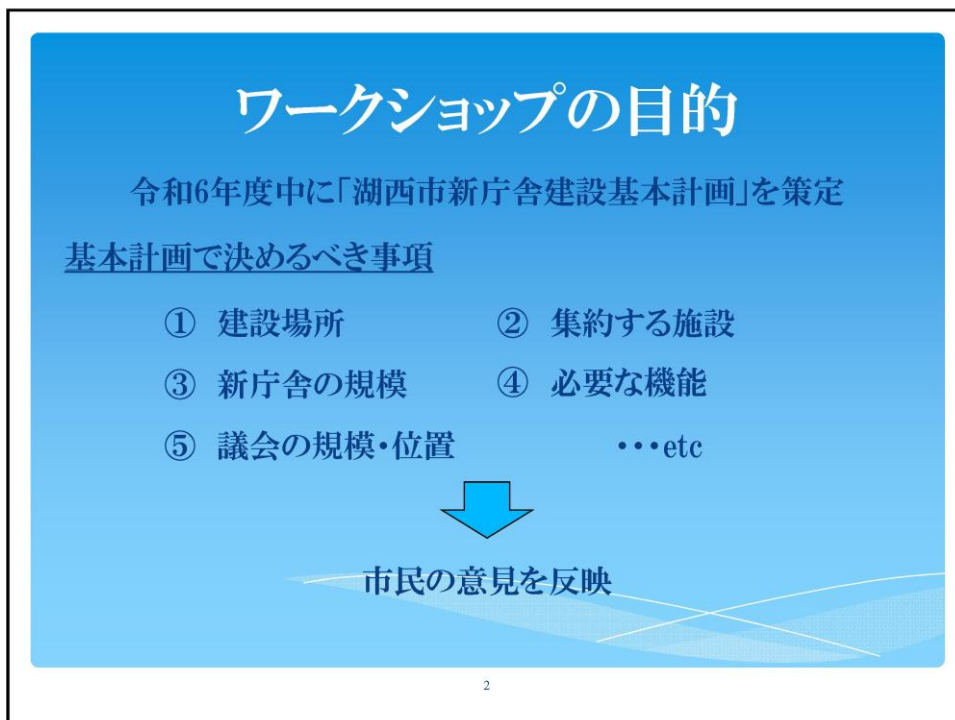 ワークショップの目的
令和6年度中に「湖西市新庁舎建設基本計画」を策定
基本計画で決めるべき事項
① 建設場所 ② 集約する施設
③ 新庁舎の規模 ④ 必要な機能
⑤ 議会の規模・位置 ・・・etc
市民の意見を反映
2